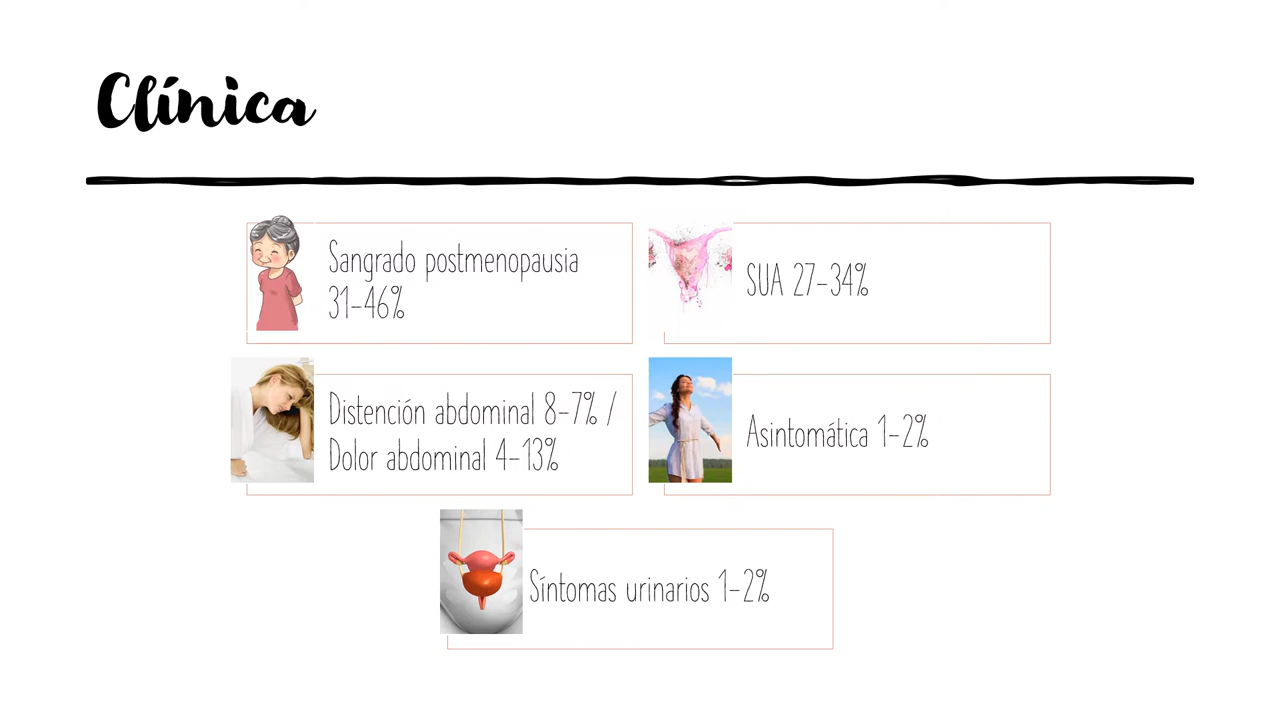 Clínica
Sangrado postmenopausia
31-46%
SUA 27-34%
Distención abdominal 8-7% /
Dolor abdominal 4-13%
Asintomática 1-2%
Síntomas urinarios 1-2%